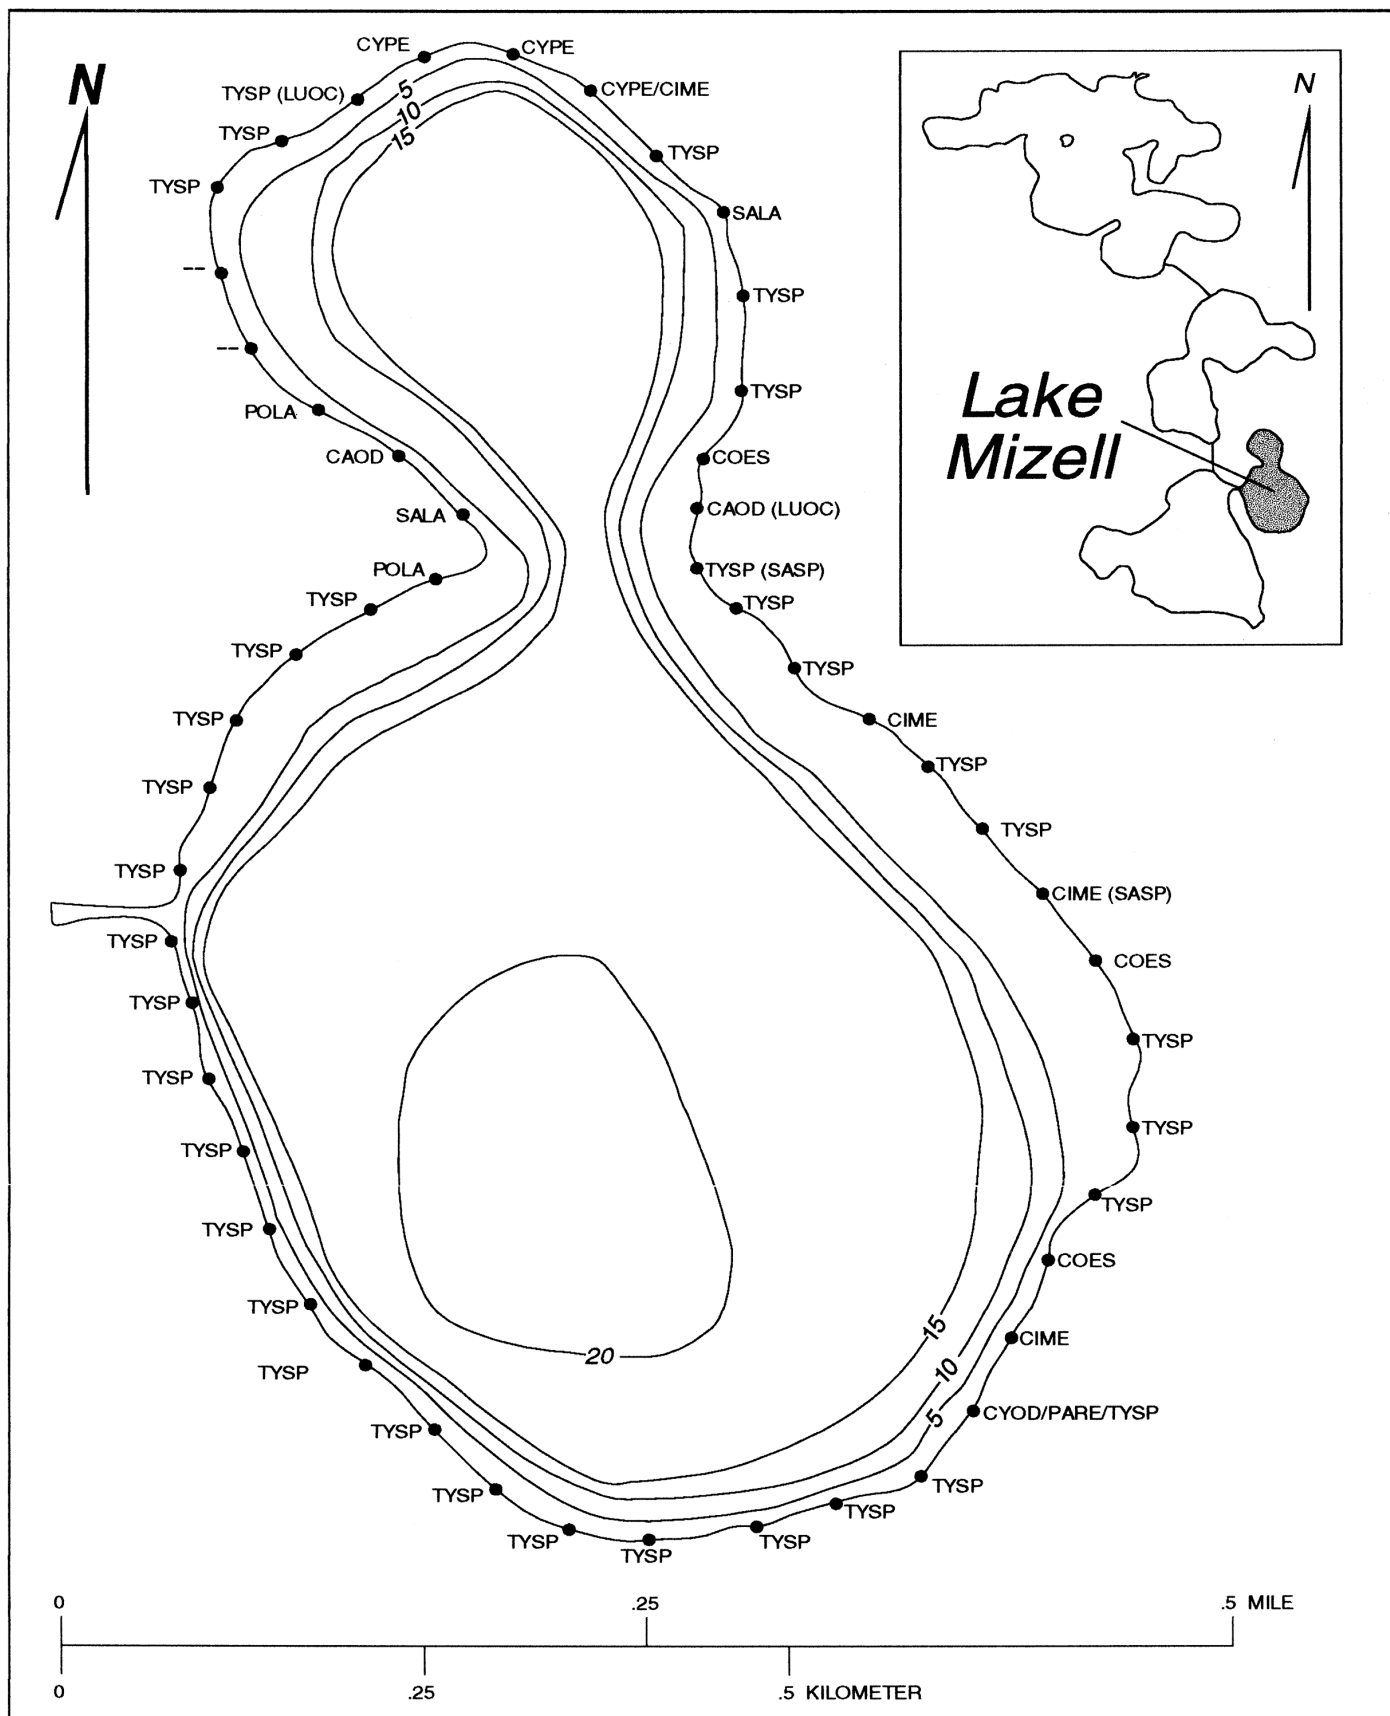 N
CYPE
CYPE
TYSP (LUOC)
5
CYPE/CIME
10
TYSP
15
TYSP
TYSP
SALA
--
TYSP
--
TYSP
POLA
CAOD
COES
SALA
CAOD (LUOC)
POLA
TYSP (SASP)
TYSP
TYSP
TYSP
TYSP
TYSP
CIME
TYSP
TYSP
TYSP
TYSP
CIME (SASP)
TYSP
COES
TYSP
TYSP
TYSP
TYSP
TYSP
TYSP
TYSP
COES
TYSP
15
CIME
20
TYSP
10
5
CYOD/PARE/TYSP
TYSP
TYSP
TYSP
TYSP
TYSP
TYSP
TYSP
N
Lake
Mizell
0 .25 .5 MILE
0 .25 .5 KILOMETER